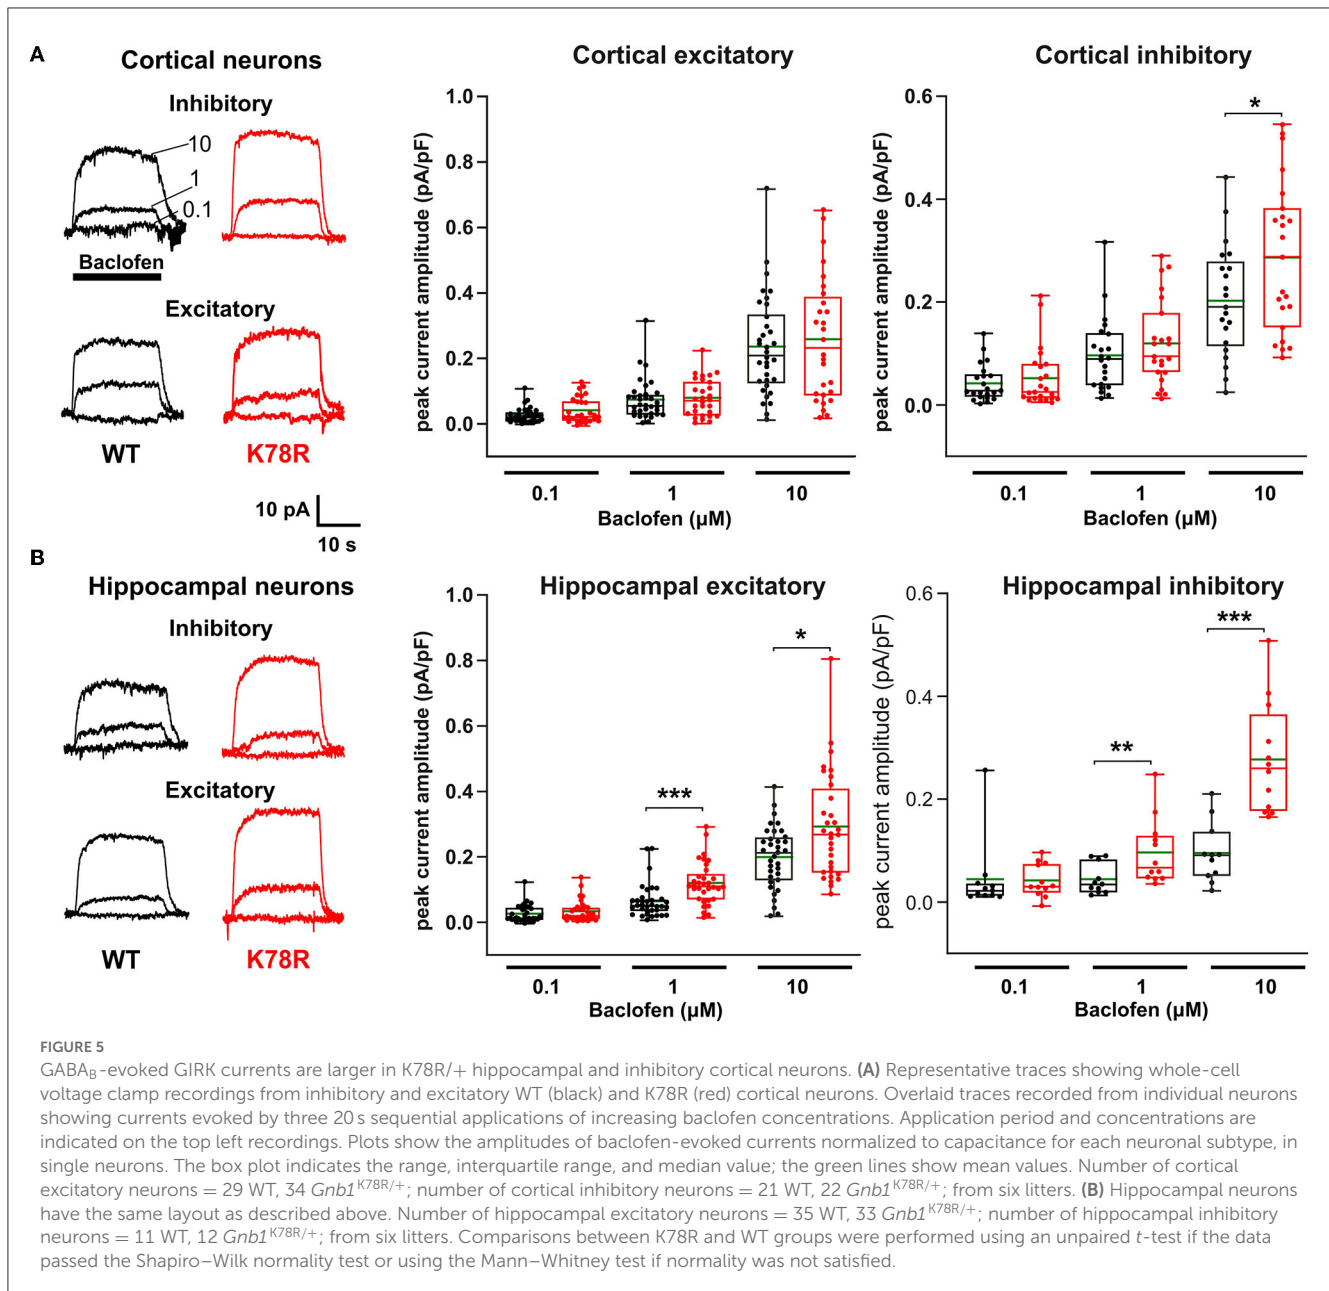 A
Cortical neurons
Inhibitory
10
1
0.1
Baclofen
Excitatory
WT
K78R
10 pA
10 s
Cortical excitatory
peak current amplitude (pA/pF)
1.0
0.8
0.6
0.4
0.2
0.0
0.1
1
10
Baclofen (µM)
Cortical inhibitory
peak current amplitude (pA/pF)
0.6
0.4
0.2
0.0
*
0.1
1
10
Baclofen (µM)
B
Hippocampal neurons
Inhibitory
Excitatory
WT
K78R
Hippocampal excitatory
peak current amplitude (pA/pF)
1.0
0.8
0.6
0.4
0.2
0.0
***
*
0.1
1
10
Baclofen (µM)
Hippocampal inhibitory
peak current amplitude (pA/pF)
0.6
0.4
0.2
0.0
**
***
0.1
1
10
Baclofen (µM)
FIGURE 5
GABA_B-evoked GIRK currents are larger in K78R/+ hippocampal and inhibitory cortical neurons. (A) Representative traces showing whole-cell
voltage clamp recordings from inhibitory and excitatory WT (black) and K78R (red) cortical neurons. Overlaid traces recorded from individual neurons
showing currents evoked by three 20 s sequential applications of increasing baclofen concentrations. Application period and concentrations are
indicated on the top left recordings. Plots show the amplitudes of baclofen-evoked currents normalized to capacitance for each neuronal subtype, in
single neurons. The box plot indicates the range, interquartile range, and median value; the green lines show mean values. Number of cortical
excitatory neurons = 29 WT, 34 Gnb1^K78R/+; number of cortical inhibitory neurons = 21 WT, 22 Gnb1^K78R/+; from six litters. (B) Hippocampal neurons
have the same layout as described above. Number of hippocampal excitatory neurons = 35 WT, 33 Gnb1^K78R/+; number of hippocampal inhibitory
neurons = 11 WT, 12 Gnb1^K78R/+; from six litters. Comparisons between K78R and WT groups were performed using an unpaired t-test if the data
passed the Shapiro–Wilk normality test or using the Mann–Whitney test if normality was not satisfied.